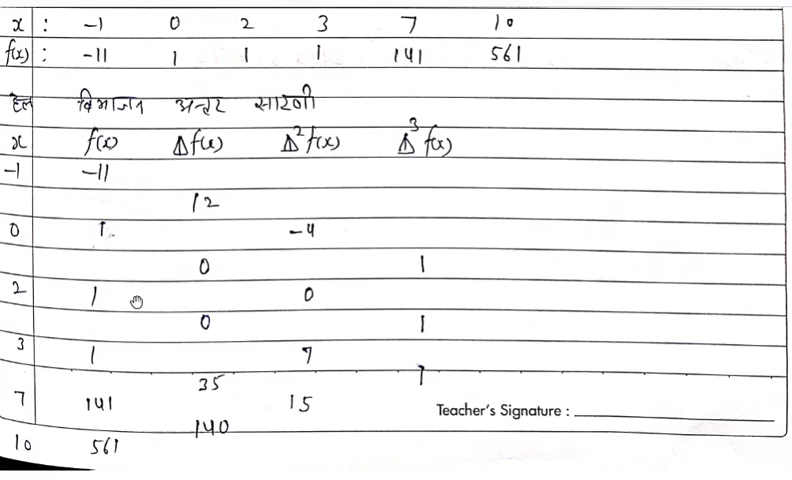 x : -1 0 2 3 7 10
f(x) : -11 1 1 1 141 561
हल विभाजन अन्तर सारणी
x f(x) Δf(x) Δ²f(x) Δ³f(x)
-1 -11
12
0 1 -4
0 1
2 1 0
0 1
3 1 7
35 1
7 141 15
Teacher's Signature :
140
10 561